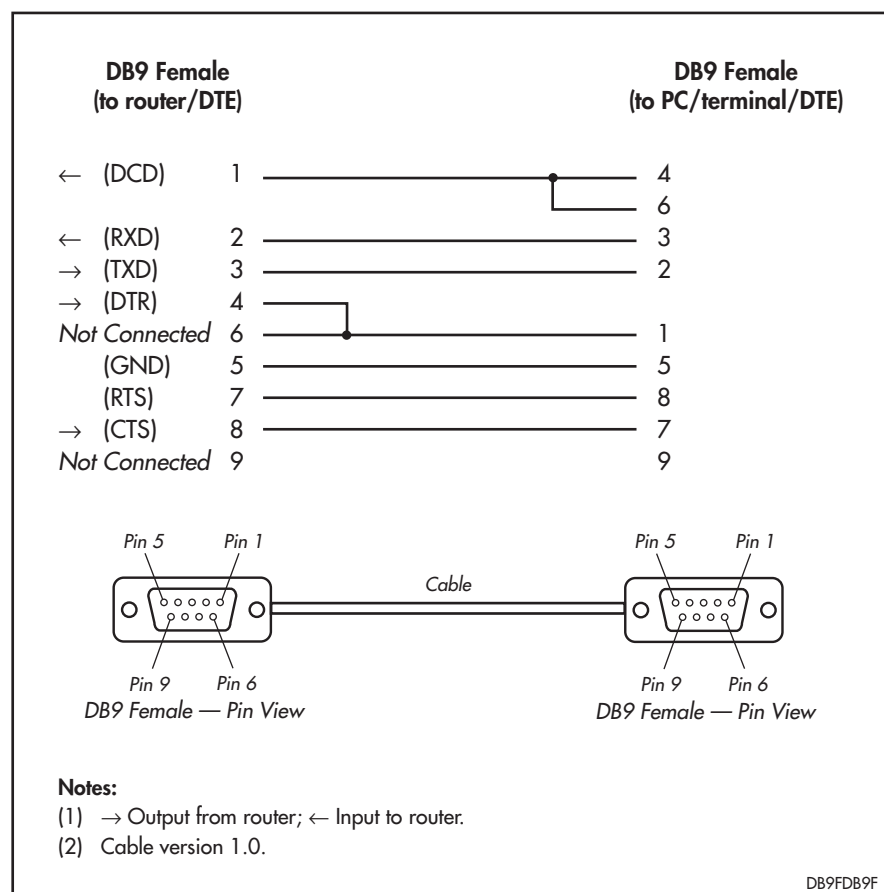 DB9 Female DB9 Female
(to router/DTE) (to PC/terminal/DTE)
← (DCD) 1 4
6
← (RXD) 2 3
→ (TXD) 3 2
→ (DTR) 4
Not Connected 6 1
(GND) 5 5
(RTS) 7 8
→ (CTS) 8 7
Not Connected 9 9
Pin 5 Pin 1 Pin 5 Pin 1
Cable
Pin 9 Pin 6 Pin 9 Pin 6
DB9 Female — Pin View DB9 Female — Pin View
Notes:
(1) → Output from router; ← Input to router.
(2) Cable version 1.0.
DB9FDB9F